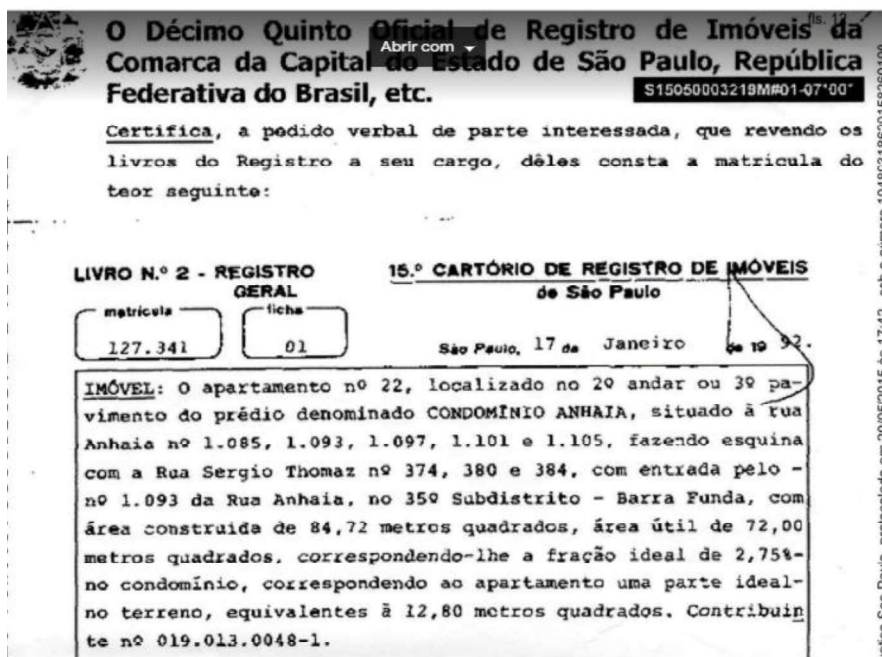 fls. 12
O Décimo Quinto Oficial de Registro de Imóveis da
Abrir com
Comarca da Capital do Estado de São Paulo, República
Federativa do Brasil, etc.
S15050003219M#01-07*00*
Certifica, a pedido verbal de parte interessada, que revendo os
livros do Registro a seu cargo, dêles consta a matrícula do
teor seguinte:
LIVRO N.º 2 - REGISTRO
GERAL
15.º CARTÓRIO DE REGISTRO DE IMÓVEIS
de São Paulo
matrícula
ficha
127.341
01
São Paulo, 17 de Janeiro de 19 92.
IMÓVEL: O apartamento nº 22, localizado no 2º andar ou 3º pa-
vimento do prédio denominado CONDOMÍNIO ANHAIA, situado à rua
Anhaia nº 1.085, 1.093, 1.097, 1.101 e 1.105, fazendo esquina
com a Rua Sergio Thomaz nº 374, 380 e 384, com entrada pelo -
nº 1.093 da Rua Anhaia, no 35º Subdistrito - Barra Funda, com
área construida de 84,72 metros quadrados, área útil de 72,00
metros quadrados, correspondendo-lhe a fração ideal de 2,75%-
no condomínio, correspondendo ao apartamento uma parte ideal-
no terreno, equivalentes à 12,80 metros quadrados. Contribuin
te nº 019.013.0048-1.